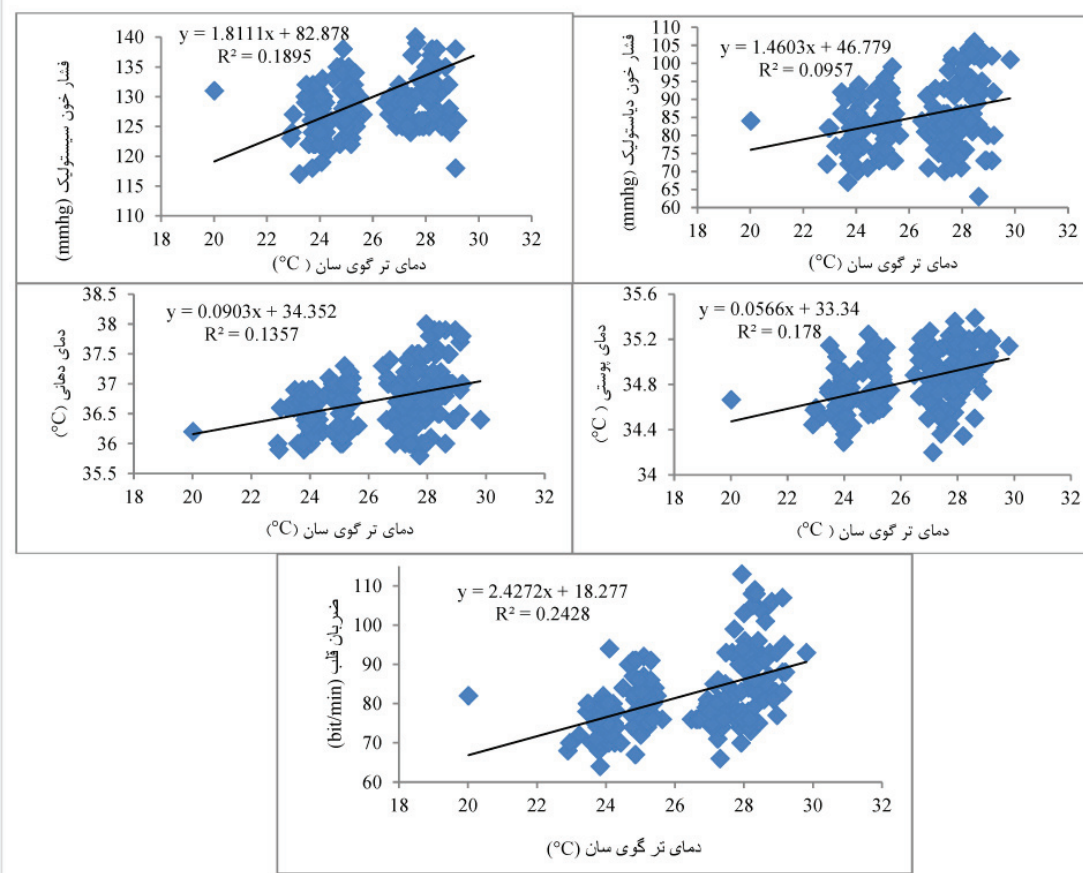 y = 1.8111x + 82.878
R² = 0.1895
فشار خون سیستولیک (mmhg)
140
135
130
125
120
115
110
18 20 22 24 26 28 30 32
دمای تر گوی سان (°C)
y = 1.4603x + 46.779
R² = 0.0957
فشار خون دیاستولیک (mmhg)
105
100
95
90
85
80
75
70
65
60
18 20 22 24 26 28 30 32
دمای تر گوی سان (°C)
y = 0.0903x + 34.352
R² = 0.1357
دمای دهانی (°C)
38.5
38
37.5
37
36.5
36
35.5
18 20 22 24 26 28 30 32
دمای تر گوی سان (°C)
y = 0.0566x + 33.34
R² = 0.178
دمای پوستی (°C)
35.6
35.2
34.8
34.4
34
18 20 22 24 26 28 30 32
دمای تر گوی سان (°C)
y = 2.4272x + 18.277
R² = 0.2428
ضربان قلب (bit/min)
110
100
90
80
70
60
18 20 22 24 26 28 30 32
دمای تر گوی سان (°C)